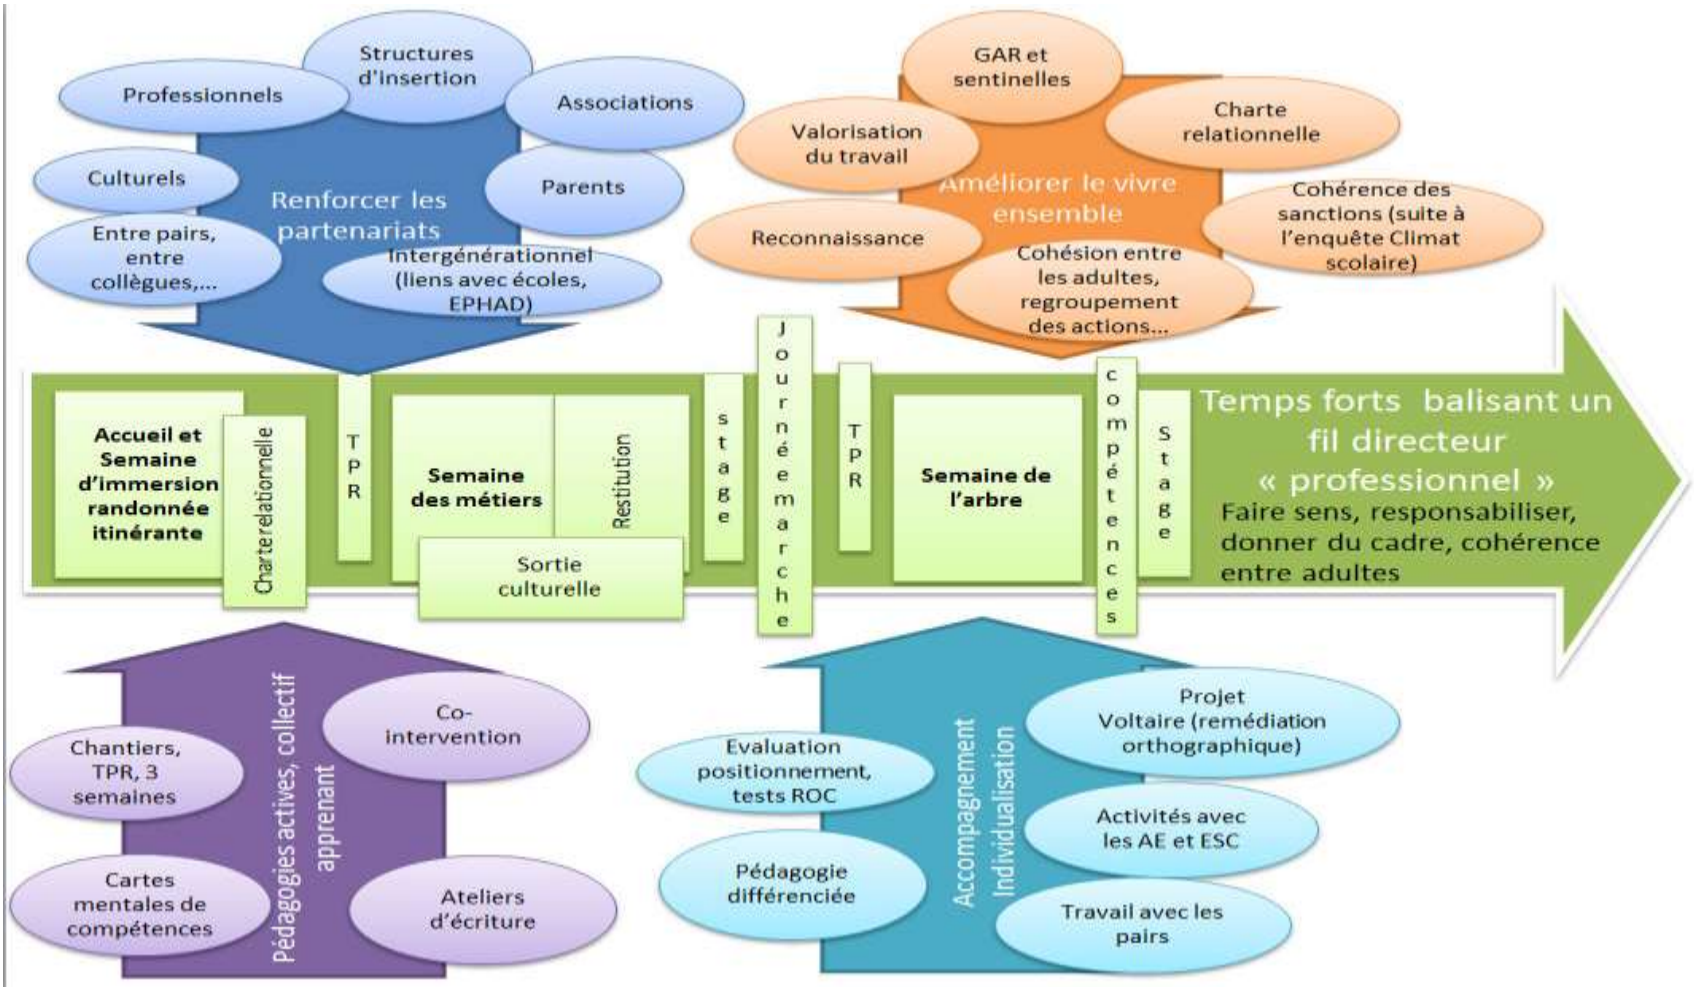 Structures
d'insertion
Professionnels
Associations
Culturels
Parents
Renforcer les
partenariats
Entre pairs,
entre
collègues,...
Intergénérationnel
(liens avec écoles,
EPHAD)
GAR et
sentinelles
Valorisation
du travail
Charte
relationnelle
Améliorer le vivre
ensemble
Reconnaissance
Cohérence des
sanctions (suite à
l'enquête Climat
scolaire)
Cohésion entre
les adultes,
regroupement
des actions...
Accueil et
Semaine
d'immersion
randonnée
itinérante
Charte relationnelle
TPR
Semaine
des métiers
Restitution
Sortie
culturelle
stage
Journée marche
TPR
Semaine de
l'arbre
compétences
Stage
Temps forts balisant un
fil directeur
« professionnel »
Faire sens, responsabiliser,
donner du cadre, cohérence
entre adultes
Pédagogies actives, collectif
apprenant
Co-
intervention
Chantiers,
TPR, 3
semaines
Cartes
mentales de
compétences
Ateliers
d'écriture
Accompagnement
Individualisation
Projet
Voltaire (remédiation
orthographique)
Evaluation
positionnement,
tests ROC
Activités avec
les AE et ESC
Pédagogie
différenciée
Travail avec les
pairs